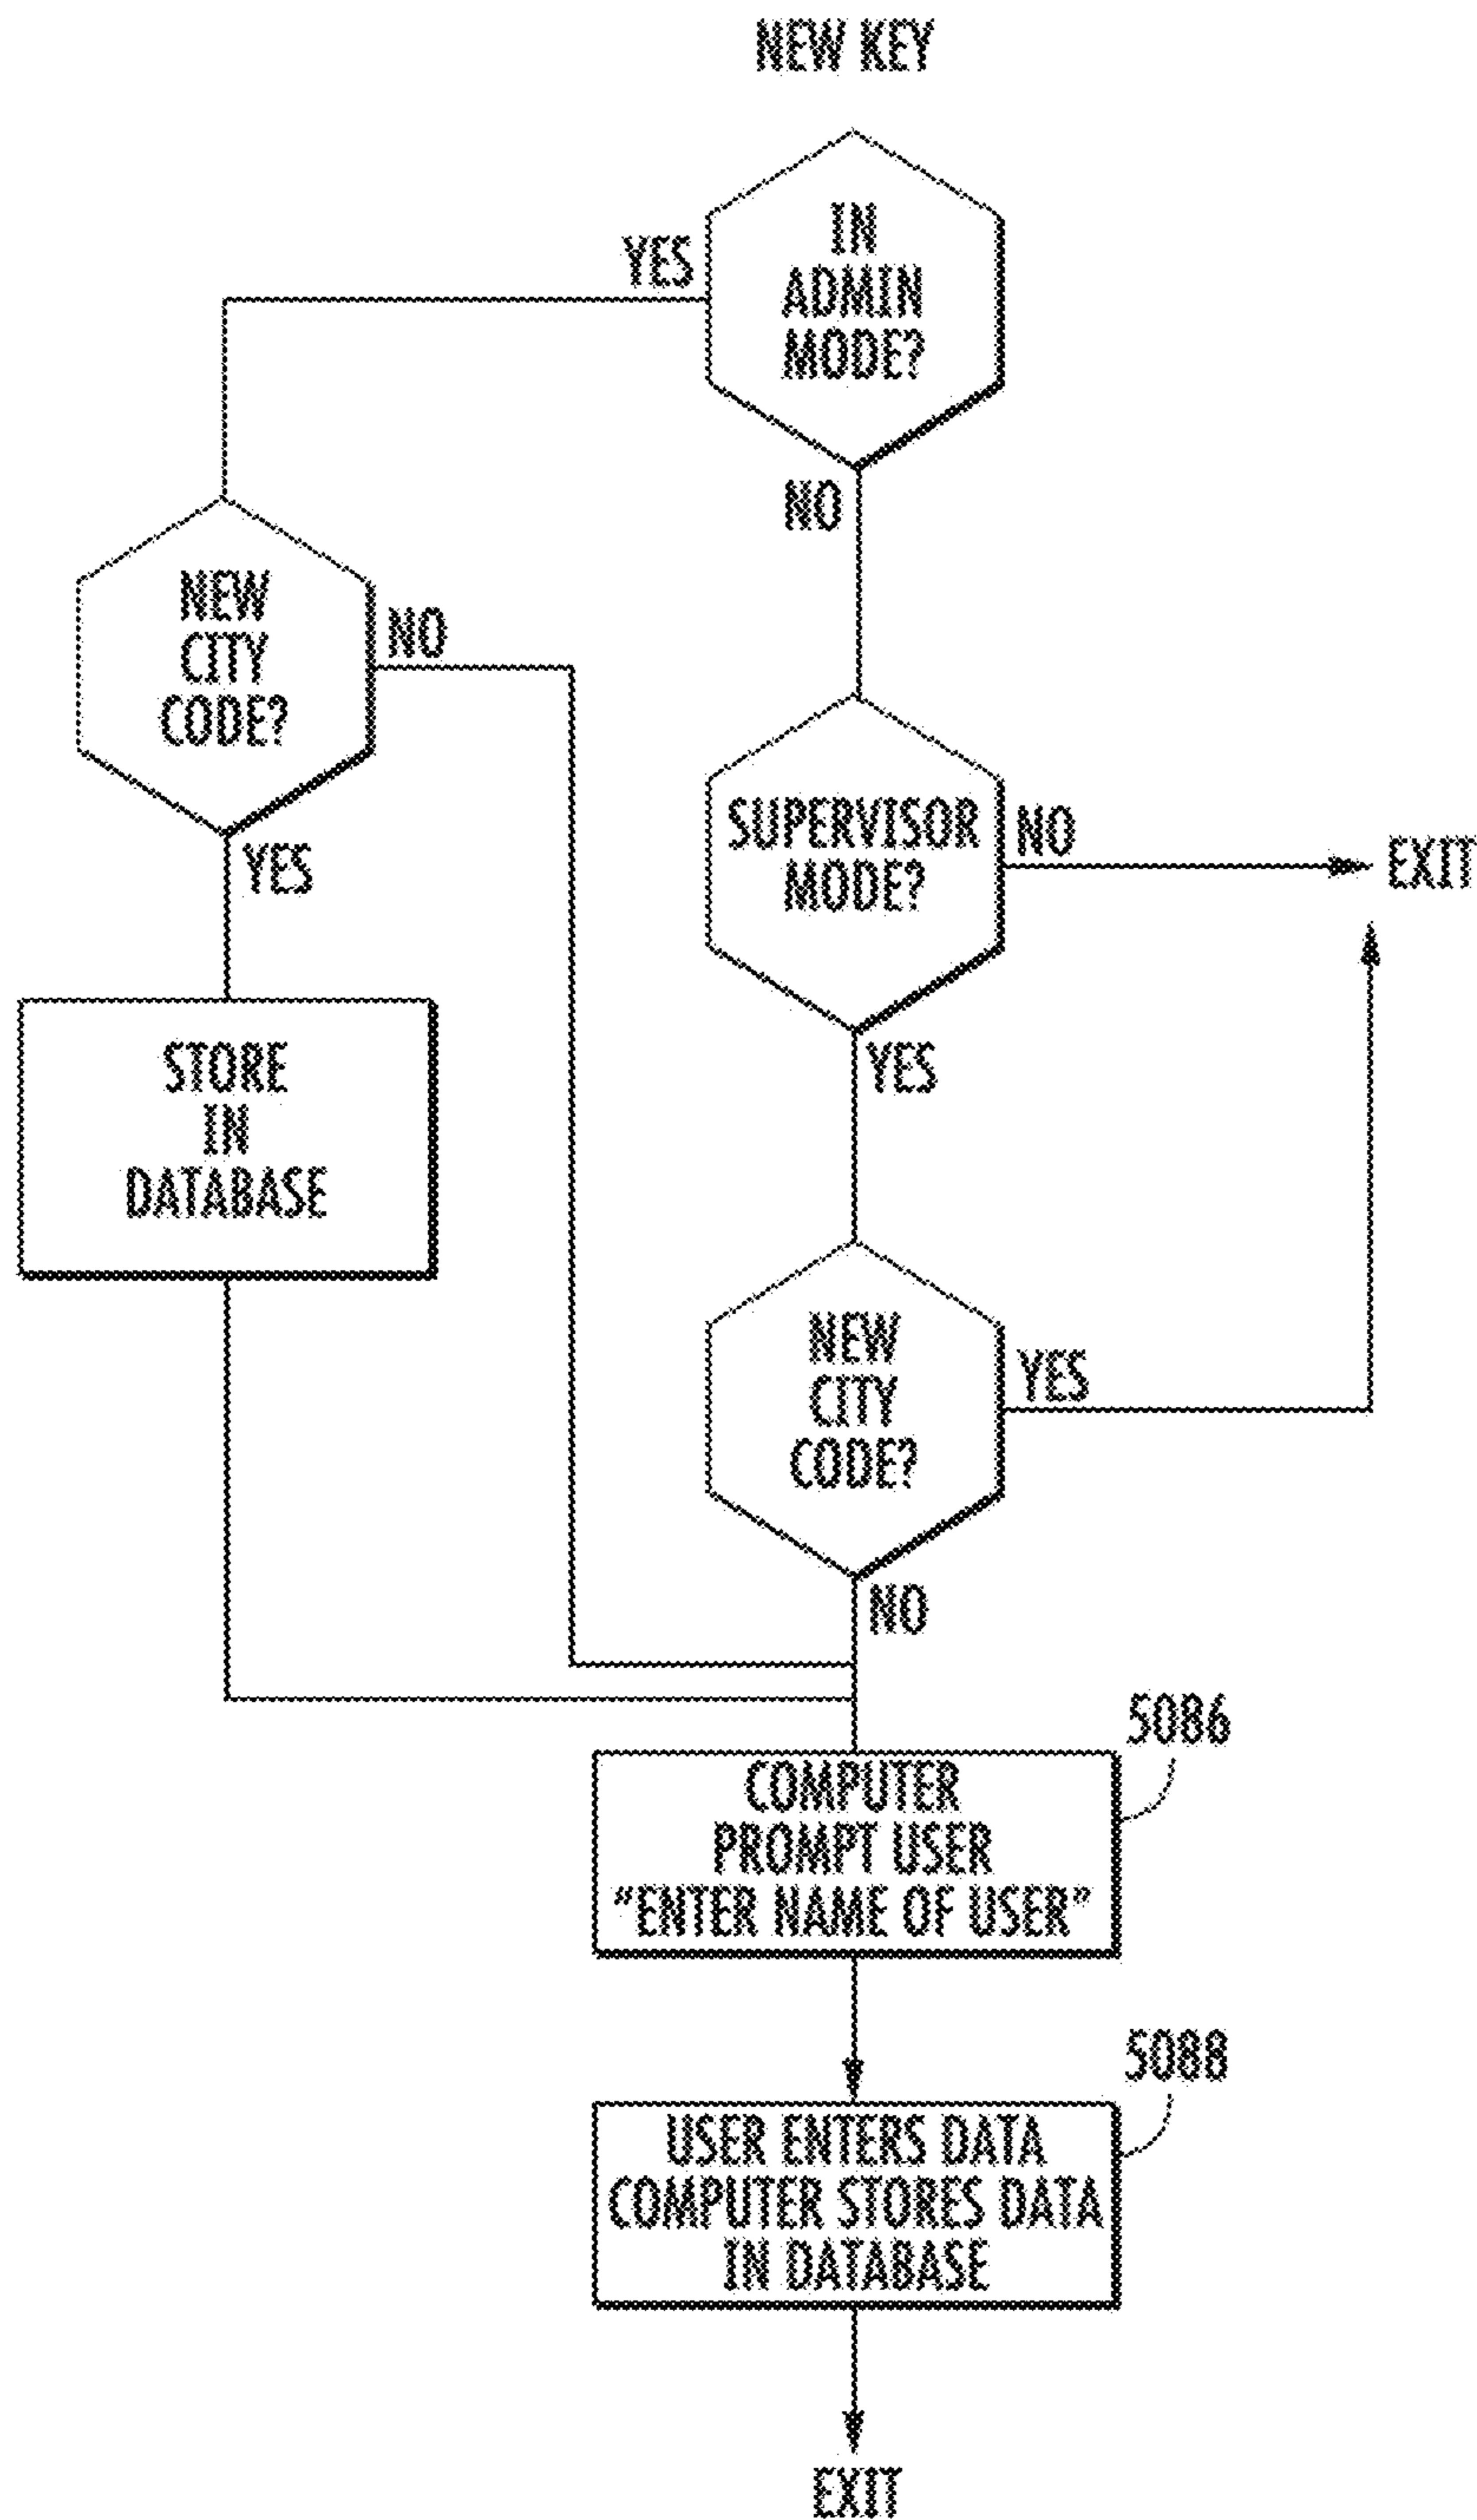 NEW KEY
IN
ADMIN
MODE?
YES
NO
NEW
CITY
CODE?
NO
YES
SUPERVISOR
MODE?
NO
EXIT
YES
STORE
IN
DATABASE
NEW
CITY
CODE?
YES
NO
5086
COMPUTER
PROMPT USER
"ENTER NAME OF USER"
5088
USER ENTERS DATA
COMPUTER STORES DATA
IN DATABASE
EXIT